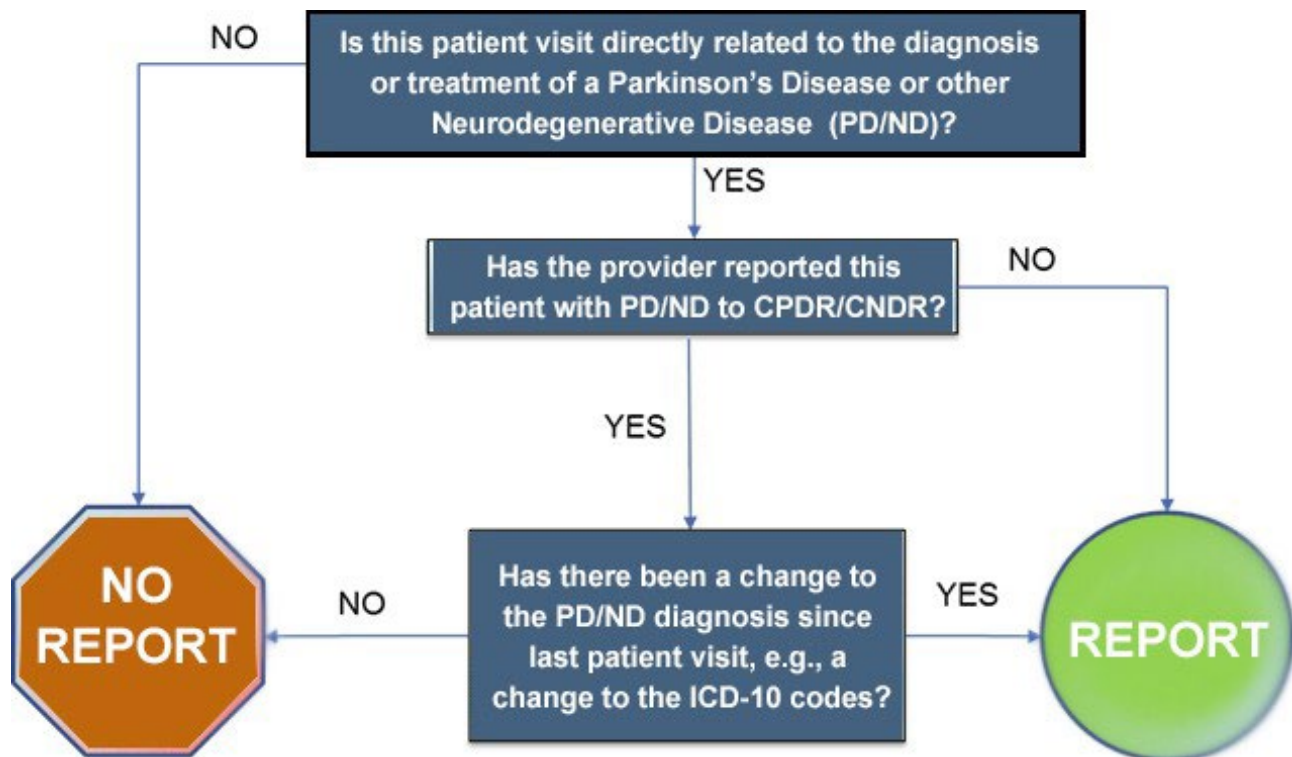 NO
Is this patient visit directly related to the diagnosis
or treatment of a Parkinson's Disease or other
Neurodegenerative Disease (PD/ND)?
YES
Has the provider reported this
patient with PD/ND to CPDR/CNDR?
NO
YES
NO
REPORT
NO
Has there been a change to
the PD/ND diagnosis since
last patient visit, e.g., a
change to the ICD-10 codes?
YES
REPORT